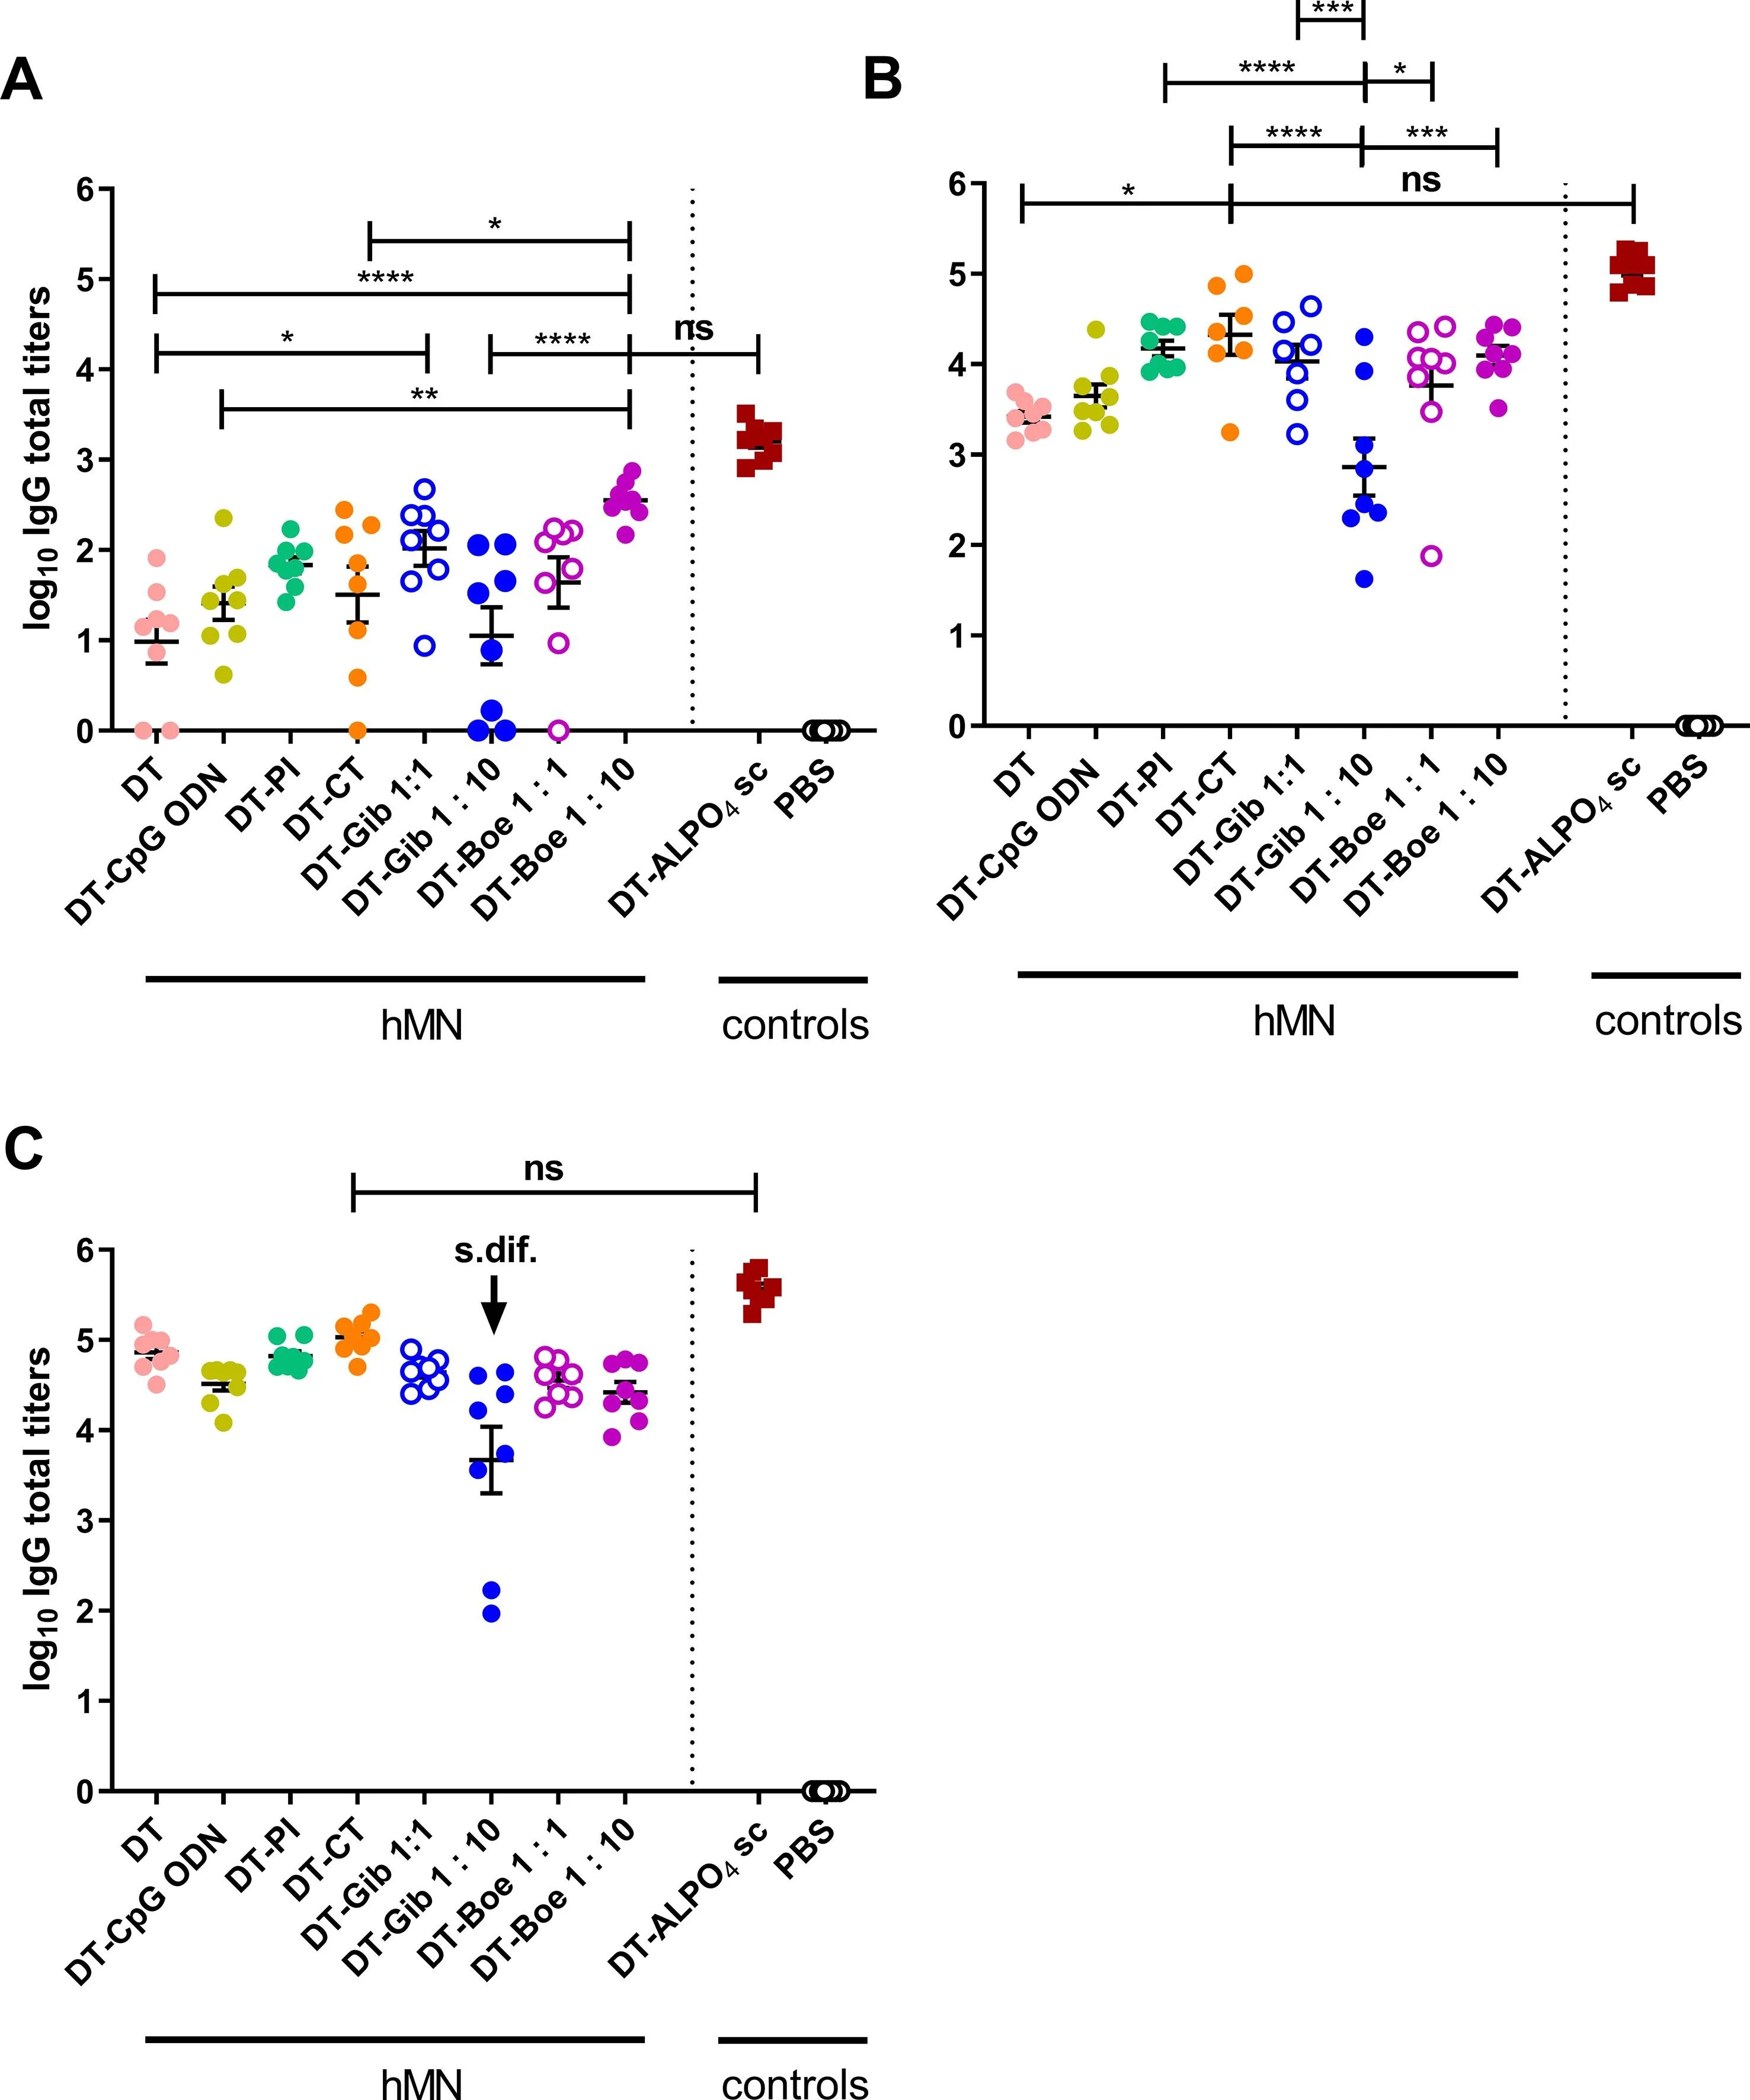 A
log10 IgG total titers
6
5
4
3
2
1
0
*
****
*
****
ns
**
DT
DT-CpG ODN
DT-PI
DT-CT
DT-Gib 1:1
DT-Gib 1 : 10
DT-Boe 1 : 1
DT-Boe 1 : 10
DT-ALPO4 sc
PBS
hMN
controls
B
***
****
*
****
***
*
ns
6
5
4
3
2
1
0
DT
DT-CpG ODN
DT-PI
DT-CT
DT-Gib 1:1
DT-Gib 1 : 10
DT-Boe 1 : 1
DT-Boe 1 : 10
DT-ALPO4 sc
PBS
hMN
controls
C
log10 IgG total titers
ns
s.dif.
6
5
4
3
2
1
0
DT
DT-CpG ODN
DT-PI
DT-CT
DT-Gib 1:1
DT-Gib 1 : 10
DT-Boe 1 : 1
DT-Boe 1 : 10
DT-ALPO4 sc
PBS
hMN
controls